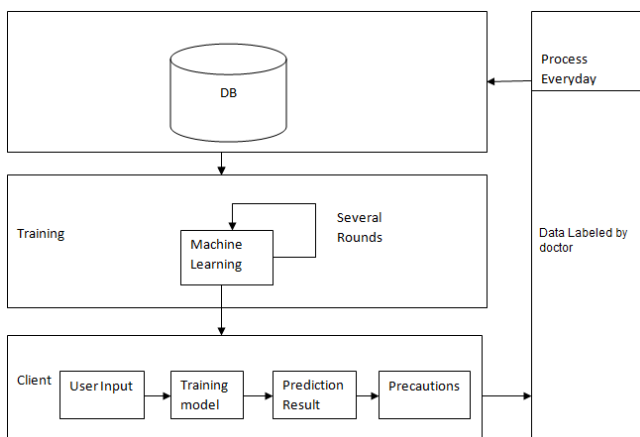 DB
Process
Everyday
Training
Machine
Learning
Several
Rounds
Data Labeled by
doctor
Client
User Input
Training
model
Prediction
Result
Precautions